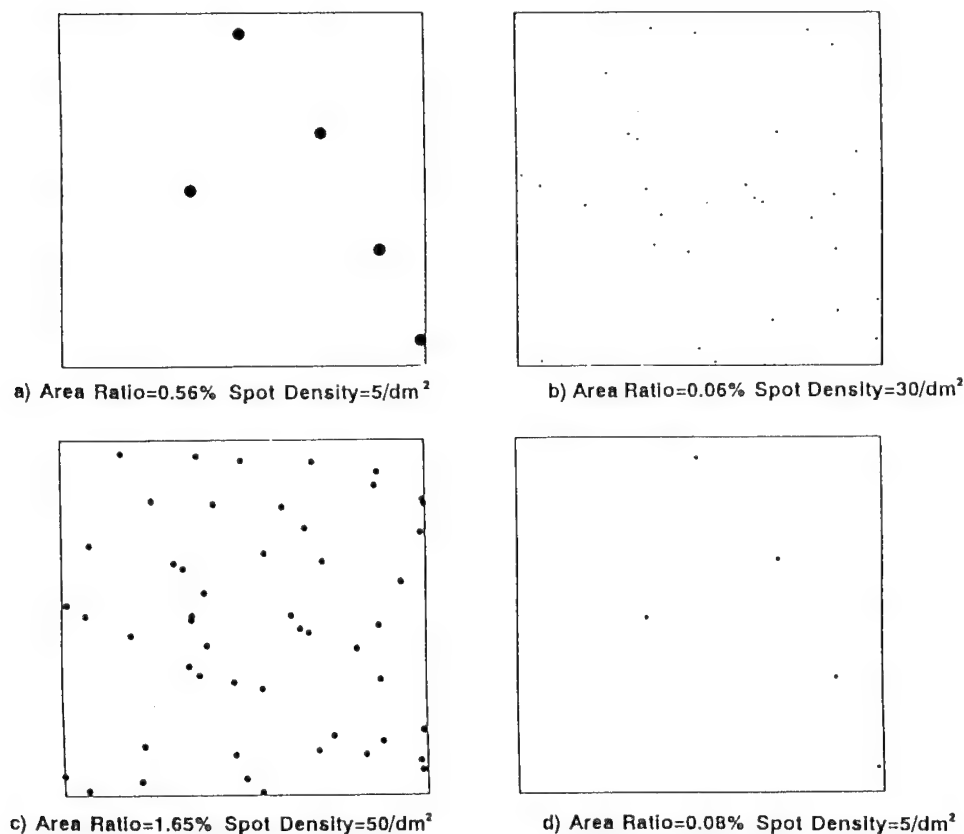 a) Area Ratio=0.56% Spot Density=5/dm²
b) Area Ratio=0.06% Spot Density=30/dm²
c) Area Ratio=1.65% Spot Density=50/dm²
d) Area Ratio=0.08% Spot Density=5/dm²